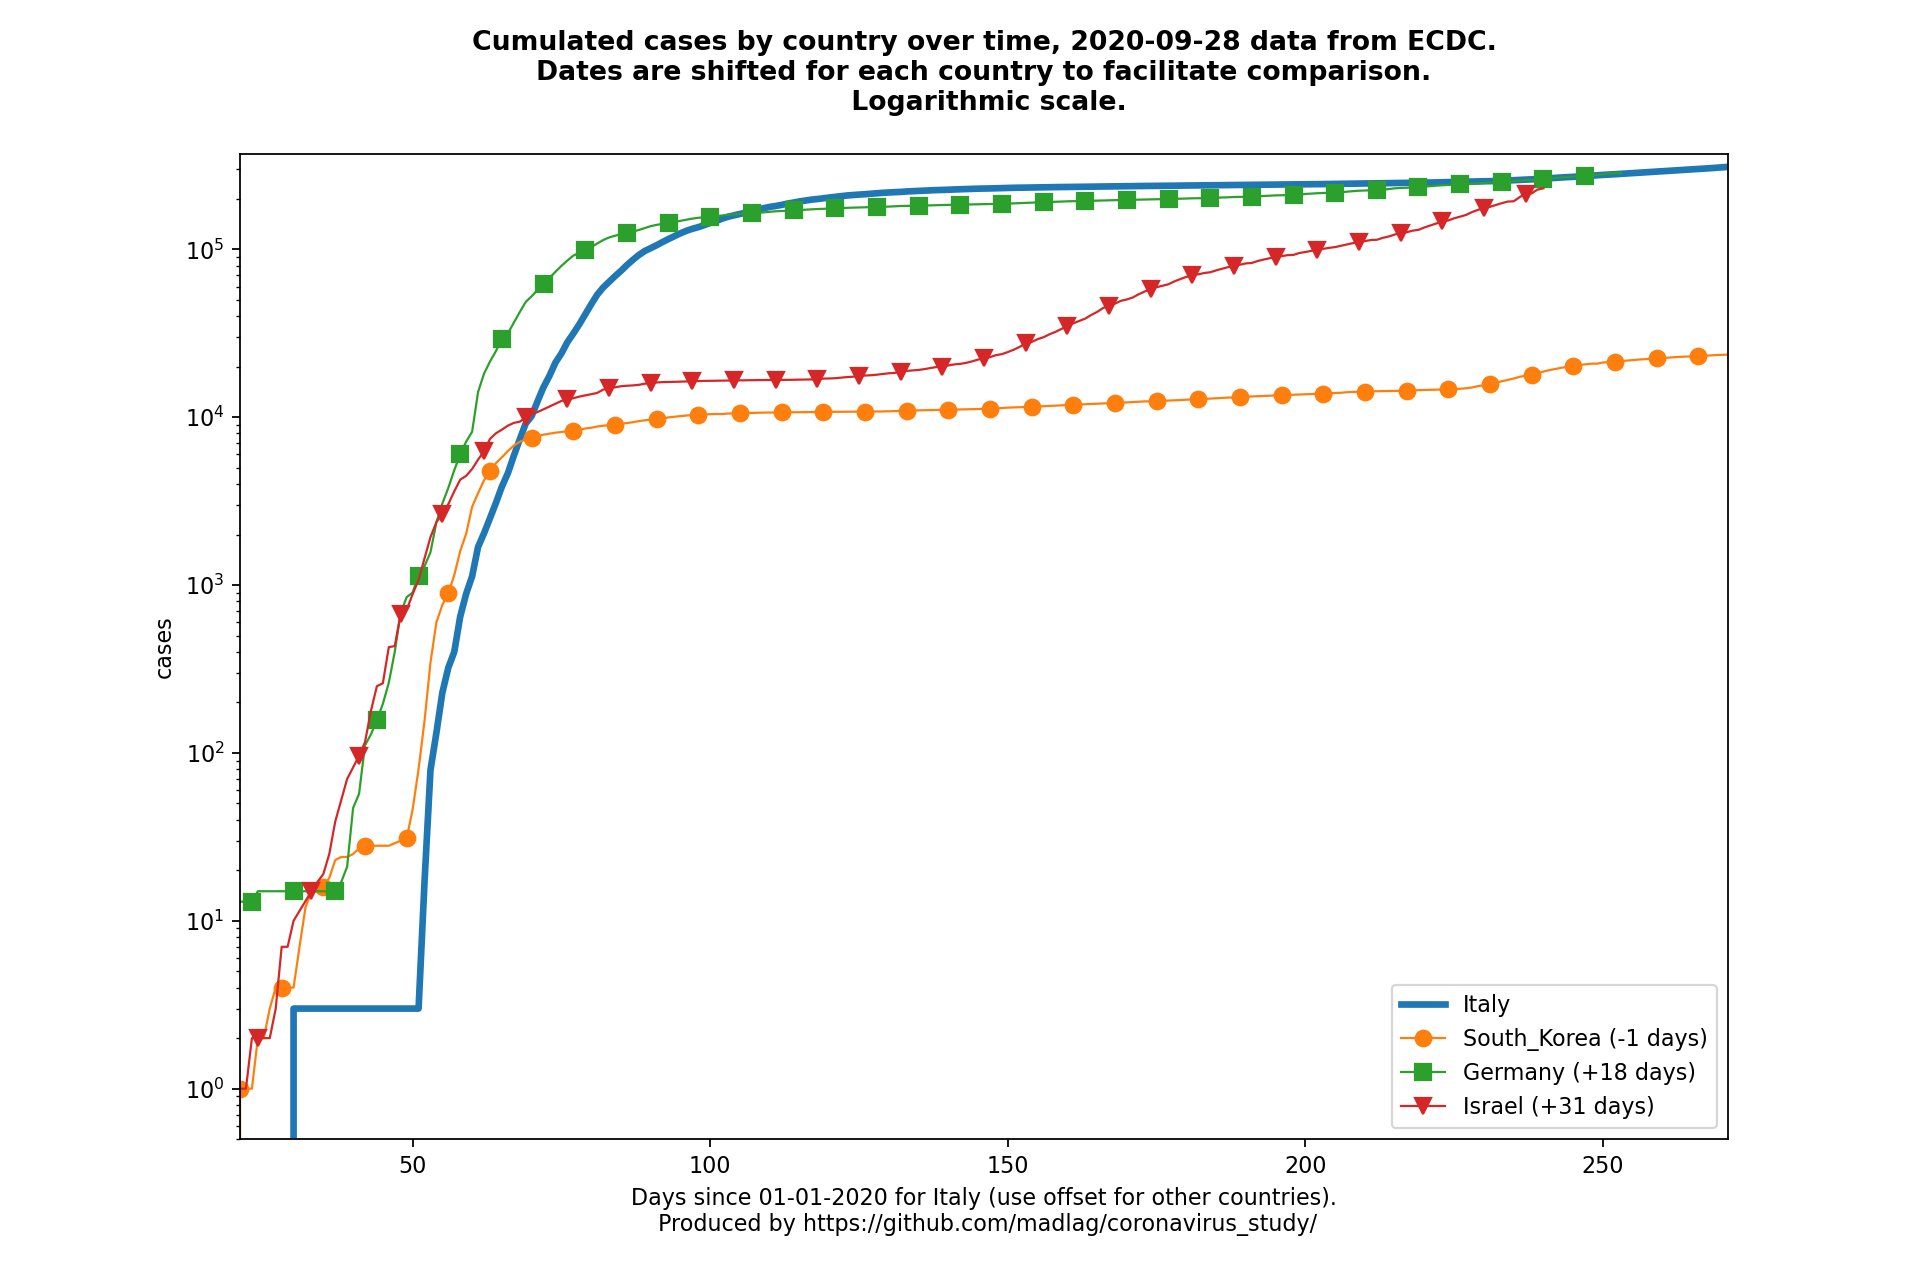 Cumulated cases by country over time, 2020-09-28 data from ECDC.
Dates are shifted for each country to facilitate comparison.
Logarithmic scale.
10^5
10^4
10^3
10^2
10^1
10^0
cases
Italy
South_Korea (-1 days)
Germany (+18 days)
Israel (+31 days)
50 100 150 200 250
Days since 01-01-2020 for Italy (use offset for other countries).
Produced by https://github.com/madlag/coronavirus_study/